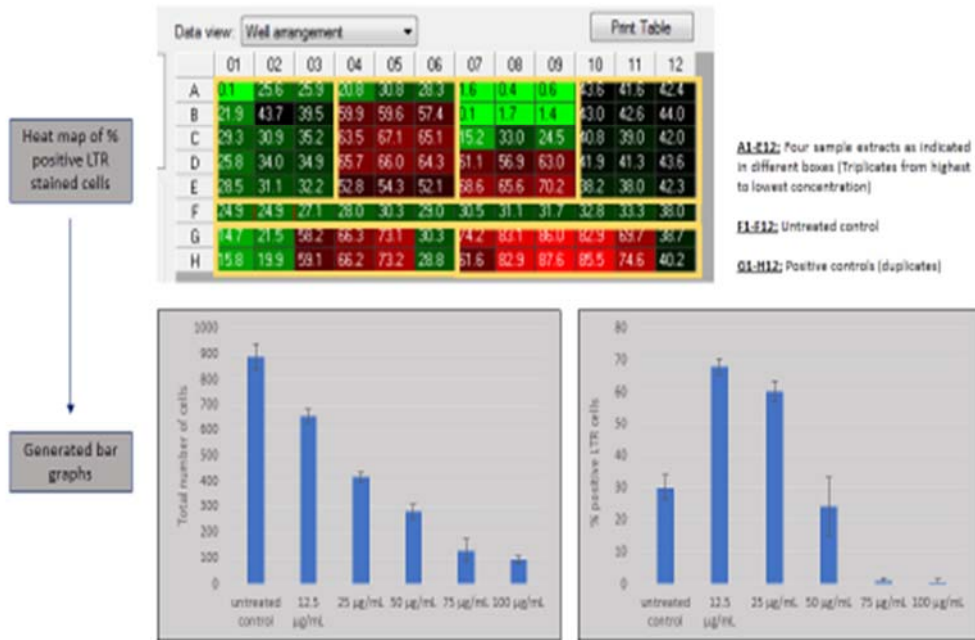 Data view: Well arrangement
Print Table
01 02 03 04 05 06 07 08 09 10 11 12
A 0.1 25.6 25.9 20.8 30.8 28.3 1.6 0.4 0.6 43.6 41.6 42.4
B 21.9 43.7 39.5 59.9 59.6 57.4 0.1 1.7 1.4 43.0 42.6 44.0
C 29.3 30.9 35.2 63.5 67.1 65.1 15.2 33.0 24.5 40.8 39.0 42.0
D 25.8 34.0 34.9 65.7 66.0 64.3 61.1 56.9 63.0 41.9 41.3 43.6
E 28.5 31.1 32.2 52.8 54.3 52.1 68.6 65.6 70.2 38.2 38.0 42.3
F 24.9 24.9 27.1 28.0 30.3 29.0 30.5 31.1 31.7 32.8 33.3 38.0
G 14.7 21.5 58.2 66.3 73.1 30.3 74.2 83.1 86.0 82.9 69.7 38.7
H 15.8 19.9 59.1 66.2 73.2 28.8 61.6 82.9 87.6 85.5 74.6 40.2
Heat map of %
positive LTR
stained cells
A1-E12: Four sample extracts as indicated
in different boxes (Triplicates from highest
to lowest concentration)
F1-F12: Untreated control
G1-H12: Positive controls (duplicates)
Generated bar
graphs
Total number of cells
1000
900
800
700
600
500
400
300
200
100
0
untreated
control
12.5
µg/mL
25 µg/mL
50 µg/mL
75 µg/mL
100 µg/mL
% positive LTR cells
80
70
60
50
40
30
20
10
0
untreated
control
12.5
µg/mL
25 µg/mL
50 µg/mL
75 µg/mL
100 µg/mL